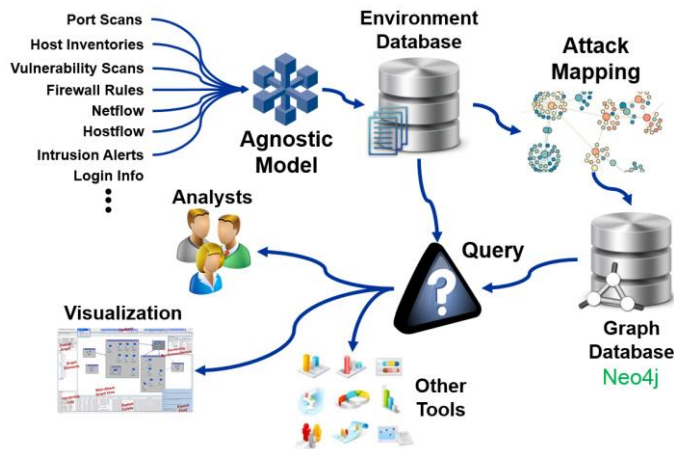 Port Scans
Host Inventories
Vulnerability Scans
Firewall Rules
Netflow
Hostflow
Intrusion Alerts
Login Info
Agnostic
Model
Environment
Database
Attack
Mapping
Analysts
Query
?
Visualization
Other
Tools
Graph
Database
Neo4j